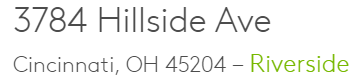 3784 Hillside Ave
Cincinnati, OH 45204 – Riverside